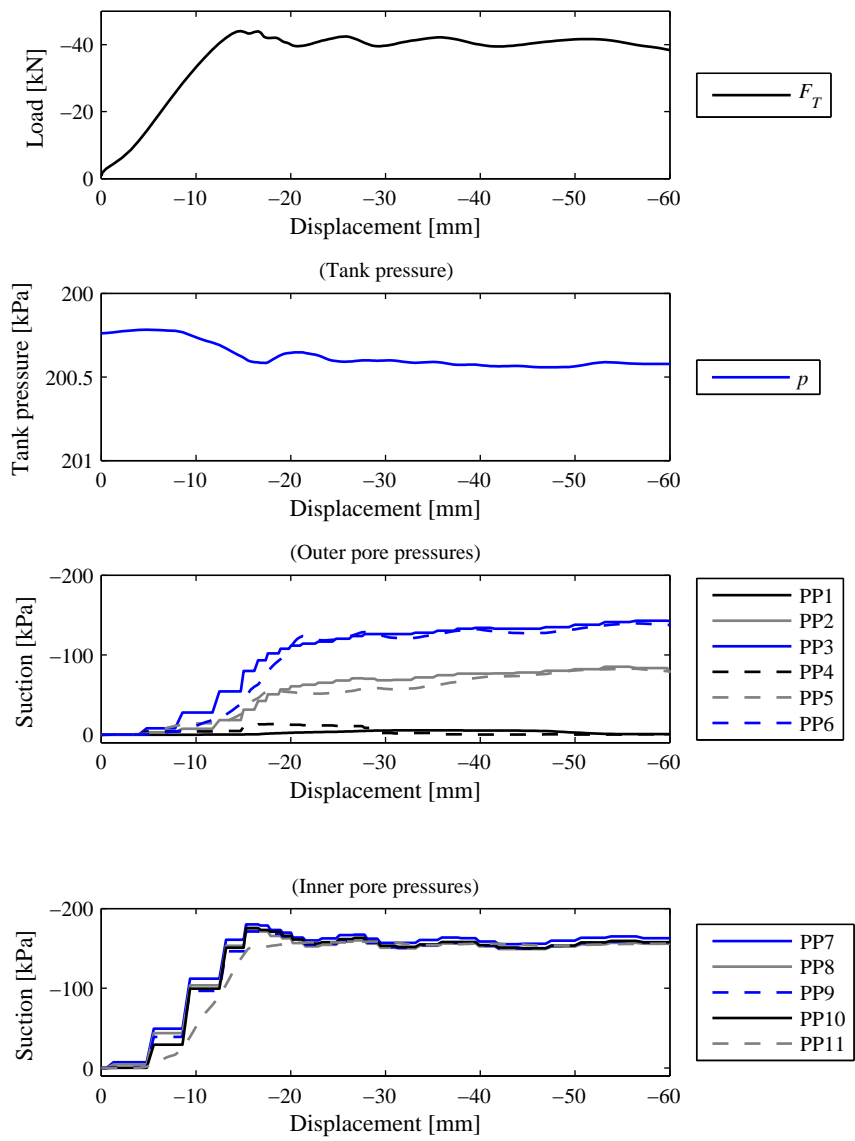 Load [kN]
−40
−20
0
0 −10 −20 −30 −40 −50 −60
Displacement [mm]
F_T
(Tank pressure)
Tank pressure [kPa]
200
200.5
201
0 −10 −20 −30 −40 −50 −60
Displacement [mm]
p
(Outer pore pressures)
Suction [kPa]
−200
−100
0
0 −10 −20 −30 −40 −50 −60
Displacement [mm]
PP1
PP2
PP3
PP4
PP5
PP6
(Inner pore pressures)
Suction [kPa]
−200
−100
0
0 −10 −20 −30 −40 −50 −60
Displacement [mm]
PP7
PP8
PP9
PP10
PP11